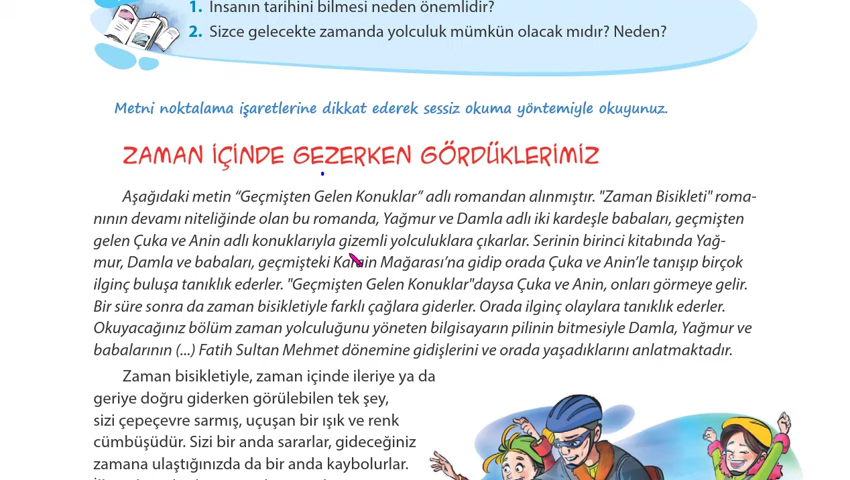 1. İnsanın tarihini bilmesi neden önemlidir?
2. Sizce gelecekte zamanda yolculuk mümkün olacak mıdır? Neden?
Metni noktalama işaretlerine dikkat ederek sessiz okuma yöntemiyle okuyunuz.
ZAMAN İÇİNDE GEZERKEN GÖRDÜKLERİMİZ
Aşağıdaki metin “Geçmişten Gelen Konuklar” adlı romandan alınmıştır. "Zaman Bisikleti" roma-
nının devamı niteliğinde olan bu romanda, Yağmur ve Damla adlı iki kardeşle babaları, geçmişten
gelen Çuka ve Anin adlı konuklarıyla gizemli yolculuklara çıkarlar. Serinin birinci kitabında Yağ-
mur, Damla ve babaları, geçmişteki Karain Mağarası’na gidip orada Çuka ve Anin’le tanışıp birçok
ilginç buluşa tanıklık ederler. "Geçmişten Gelen Konuklar"daysa Çuka ve Anin, onları görmeye gelir.
Bir süre sonra da zaman bisikletiyle farklı çağlara giderler. Orada ilginç olaylara tanıklık ederler.
Okuyacağınız bölüm zaman yolculuğunu yöneten bilgisayarın pilinin bitmesiyle Damla, Yağmur ve
babalarının (...) Fatih Sultan Mehmet dönemine gidişlerini ve orada yaşadıklarını anlatmaktadır.
Zaman bisikletiyle, zaman içinde ileriye ya da
geriye doğru giderken görülebilen tek şey,
sizi çepeçevre sarmış, uçuşan bir ışık ve renk
cümbüşüdür. Sizi bir anda sararlar, gideceğiniz
zamana ulaştığınızda da bir anda kaybolurlar.